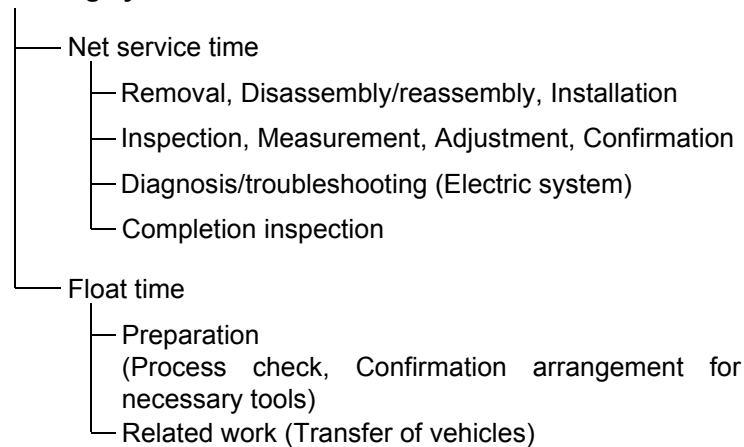 Net service time
Removal, Disassembly/reassembly, Installation
Inspection, Measurement, Adjustment, Confirmation
Diagnosis/troubleshooting (Electric system)
Completion inspection
Float time
Preparation
(Process check, Confirmation arrangement for
necessary tools)
Related work (Transfer of vehicles)